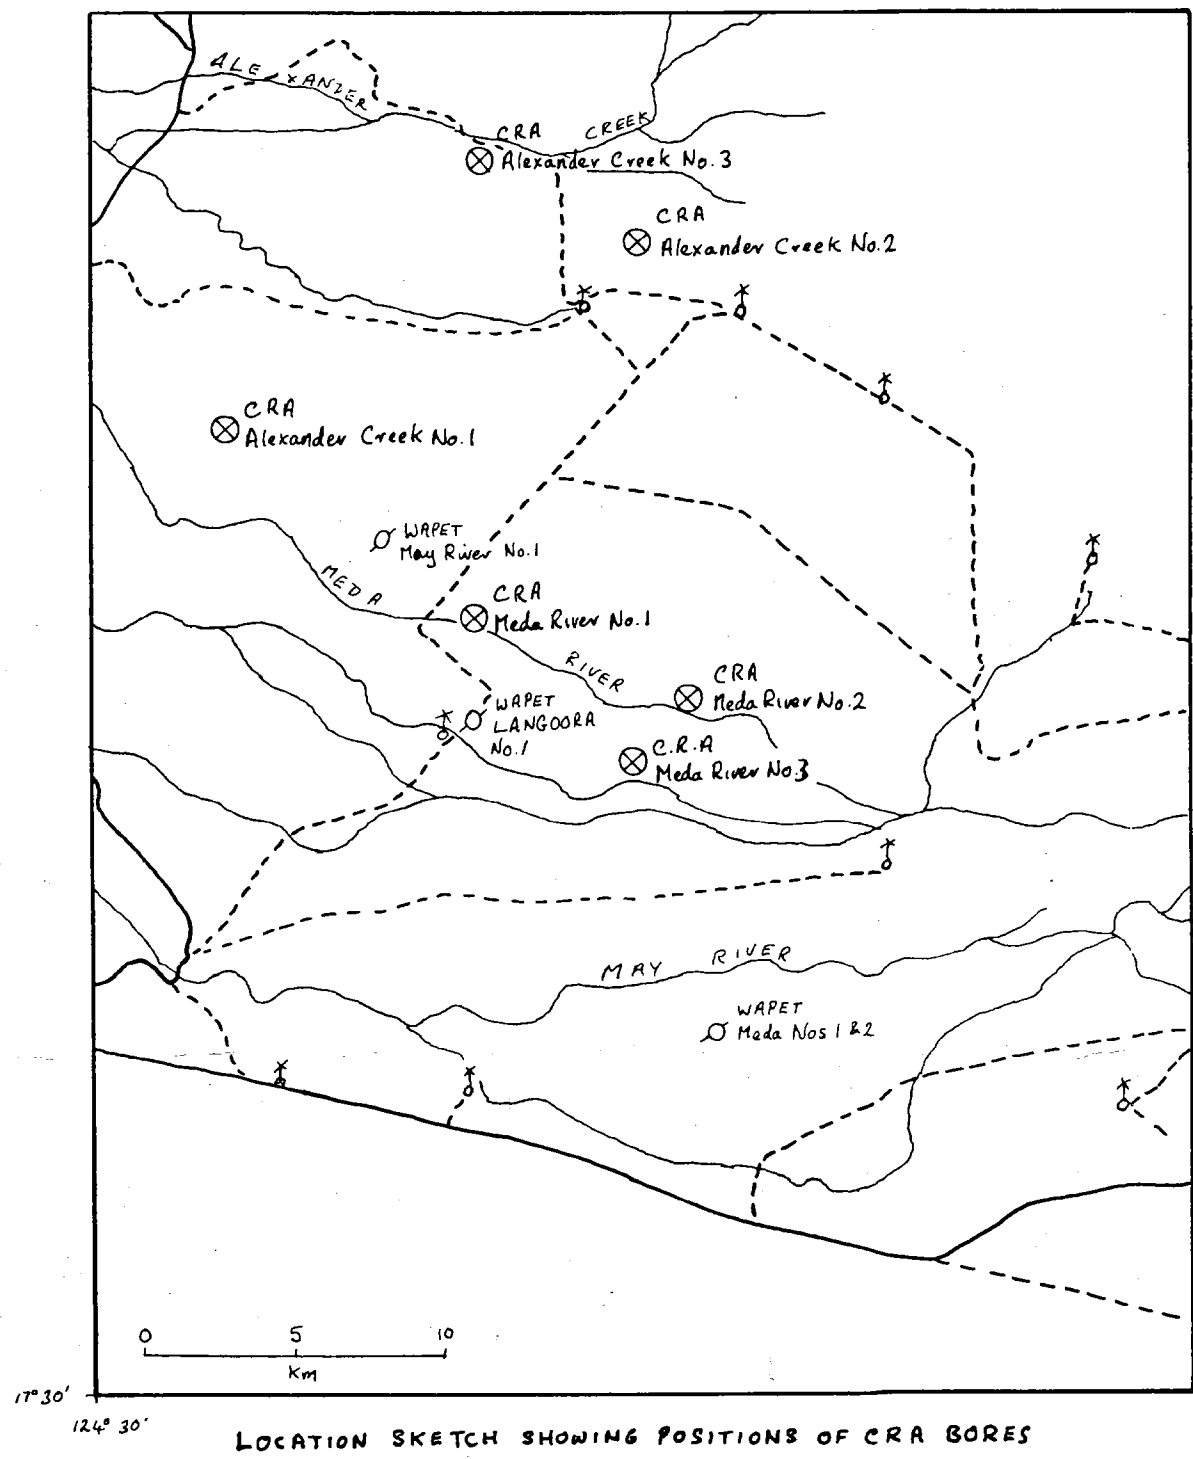 ALEXANDER CREEK
CRA
Alexander Creek No.3
CRA
Alexander Creek No.2
CRA
Alexander Creek No.1
WAPET
May River No.1
MEDA RIVER
CRA
Meda River No.1
CRA
Meda River No.2
WAPET
LANGOORA
No.1
C.R.A
Meda River No.3
MAY RIVER
WAPET
Meda Nos 1 & 2
0 5 10
Km
17° 30'
124° 30'
LOCATION SKETCH SHOWING POSITIONS OF CRA BORES